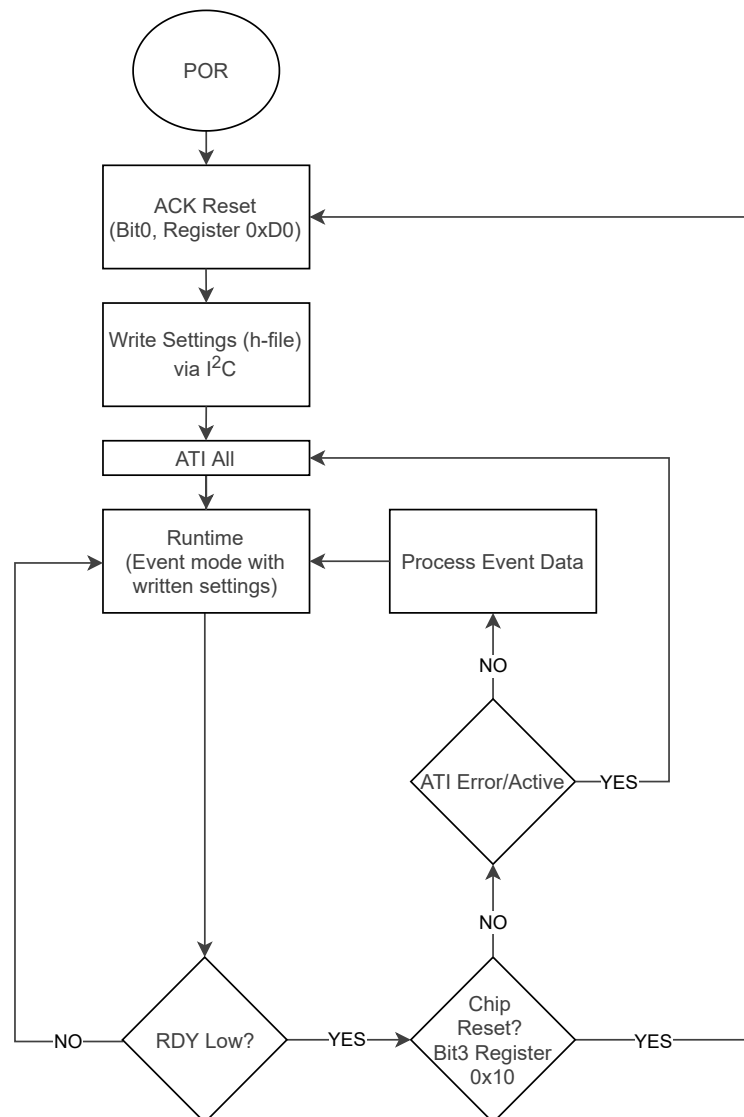 POR
ACK Reset
(Bit0, Register 0xD0)
Write Settings (h-file)
via I²C
ATI All
Runtime
(Event mode with
written settings)
Process Event Data
NO
ATI Error/Active
YES
NO
RDY Low?
NO
YES
Chip
Reset?
Bit3 Register
0x10
YES